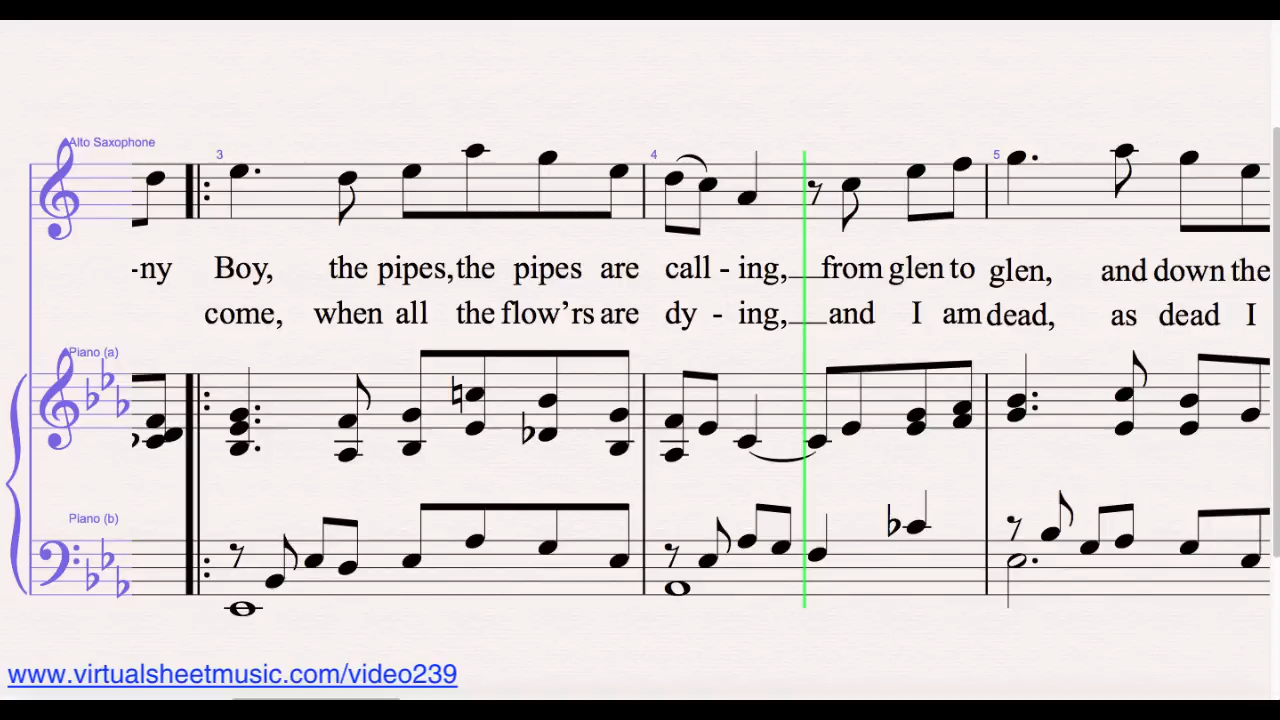 Alto Saxophone
3 4 5
-ny Boy, the pipes, the pipes are call - ing, from glen to glen, and down the
come, when all the flow'rs are dy - ing, and I am dead, as dead I
Piano (a)
Piano (b)
www.virtualsheetmusic.com/video239